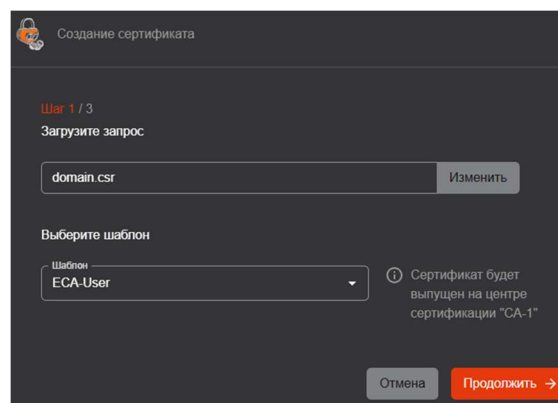 Создание сертификата
Шаг 1 / 3
Загрузите запрос
domain.csr
Изменить
Выберите шаблон
Шаблон
ECA-User
Сертификат будет
выпущен на центре
сертификации "CA-1"
Отмена
Продолжить →